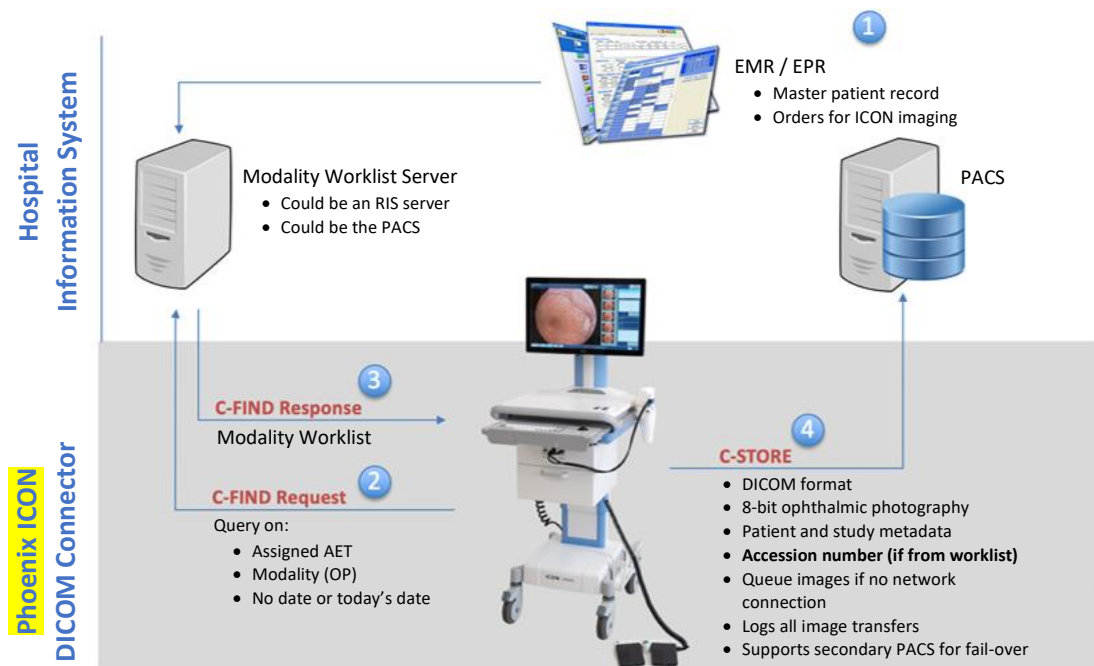 1
EMR / EPR
• Master patient record
• Orders for ICON imaging
Hospital
Information System
Modality Worklist Server
• Could be an RIS server
• Could be the PACS
PACS
3
C-FIND Response
Modality Worklist
2
C-FIND Request
Query on:
• Assigned AET
• Modality (OP)
• No date or today’s date
4
C-STORE
• DICOM format
• 8-bit ophthalmic photography
• Patient and study metadata
• Accession number (if from worklist)
• Queue images if no network
connection
• Logs all image transfers
• Supports secondary PACS for fail-over
Phoenix ICON
DICOM Connector